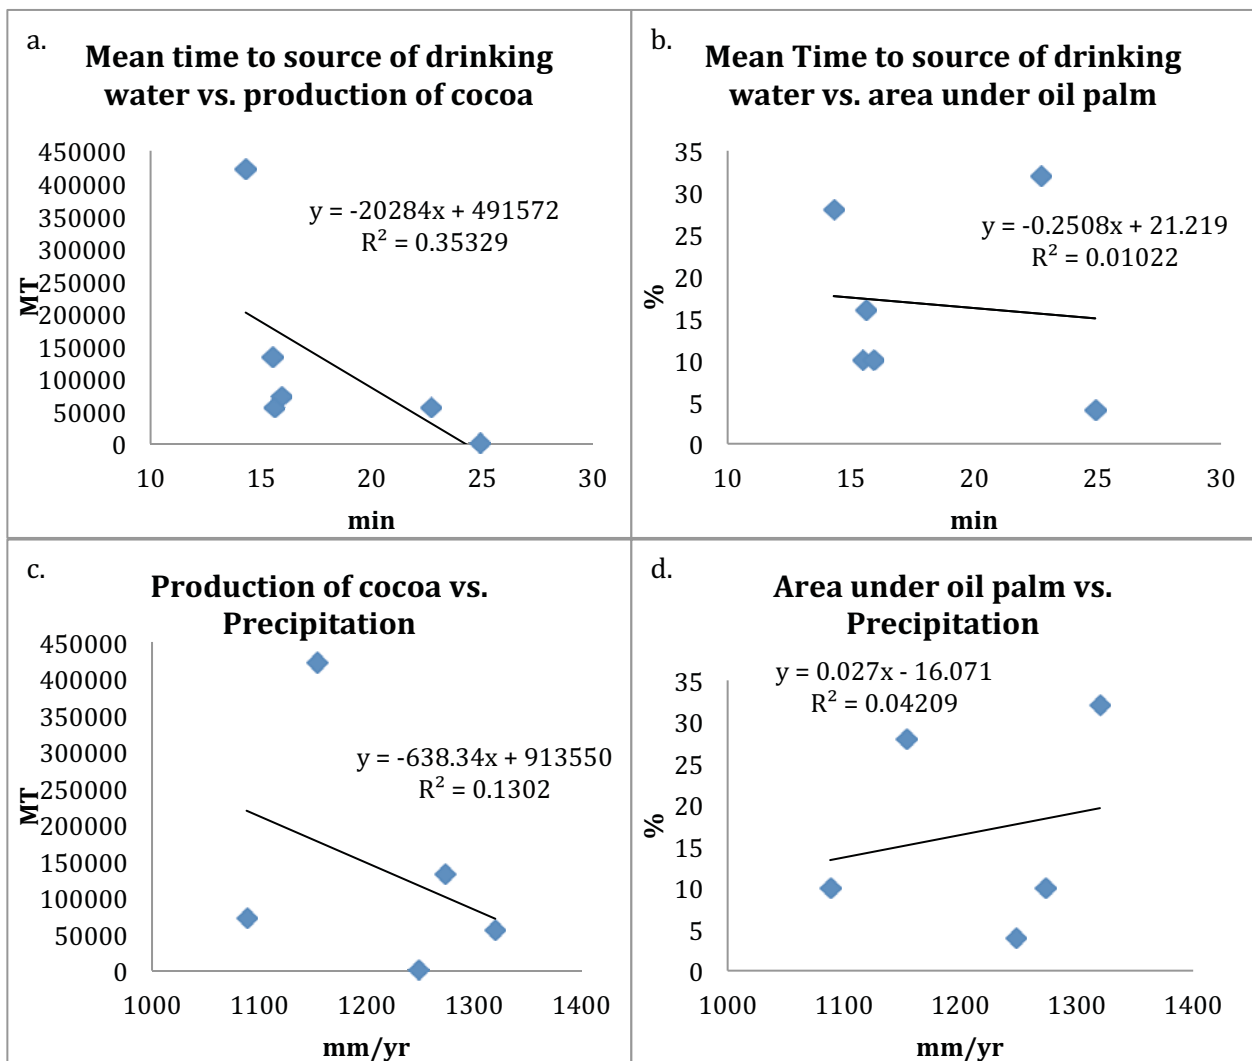 a.
Mean time to source of drinking
water vs. production of cocoa
450000
400000
350000
300000
250000
200000
150000
100000
50000
0
MT
y = -20284x + 491572
R² = 0.35329
10 15 20 25 30
min
b.
Mean Time to source of drinking
water vs. area under oil palm
35
30
25
20
15
10
5
0
%
y = -0.2508x + 21.219
R² = 0.01022
10 15 20 25 30
min
c.
Production of cocoa vs.
Precipitation
450000
400000
350000
300000
250000
200000
150000
100000
50000
0
MT
y = -638.34x + 913550
R² = 0.1302
1000 1100 1200 1300 1400
mm/yr
d.
Area under oil palm vs.
Precipitation
y = 0.027x - 16.071
R² = 0.04209
35
30
25
20
15
10
5
0
%
1000 1100 1200 1300 1400
mm/yr